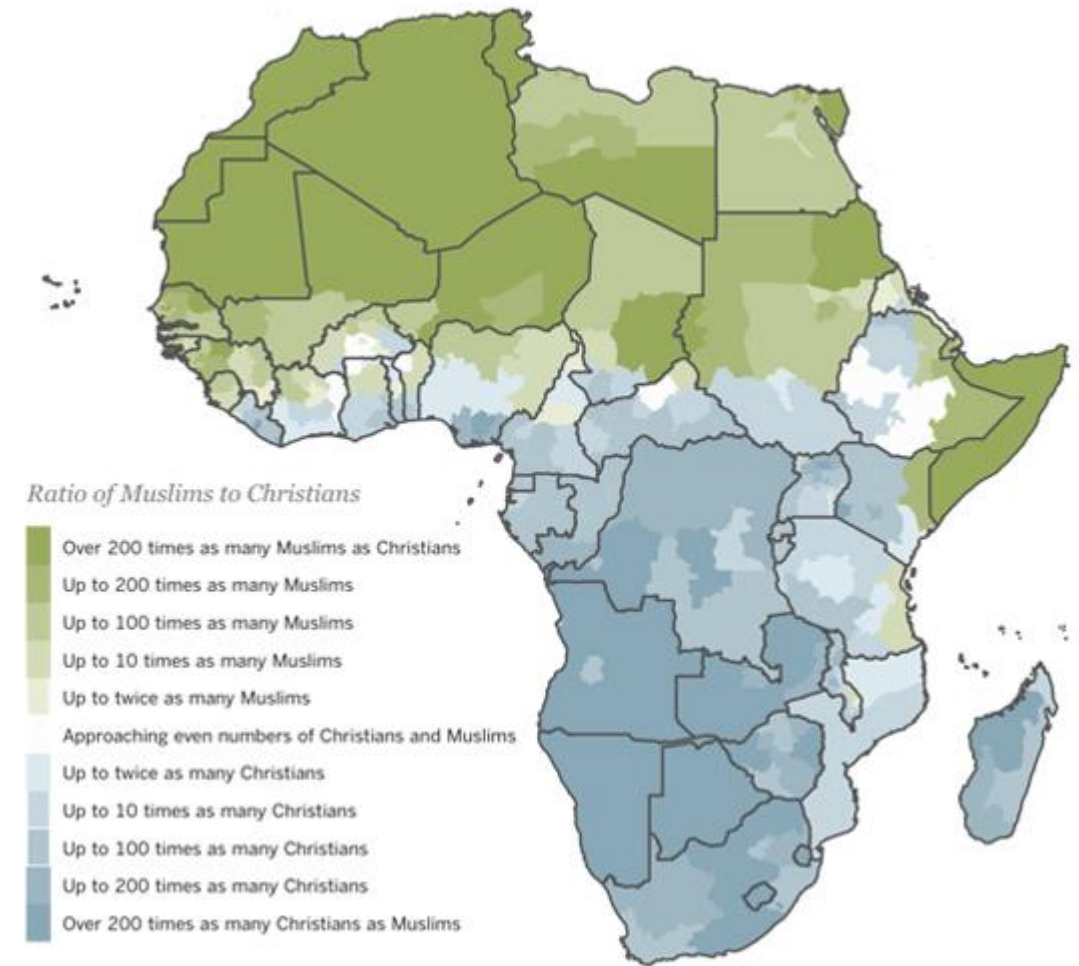 Ratio of Muslims to Christians
Over 200 times as many Muslims as Christians
Up to 200 times as many Muslims
Up to 100 times as many Muslims
Up to 10 times as many Muslims
Up to twice as many Muslims
Approaching even numbers of Christians and Muslims
Up to twice as many Christians
Up to 10 times as many Christians
Up to 100 times as many Christians
Up to 200 times as many Christians
Over 200 times as many Christians as Muslims